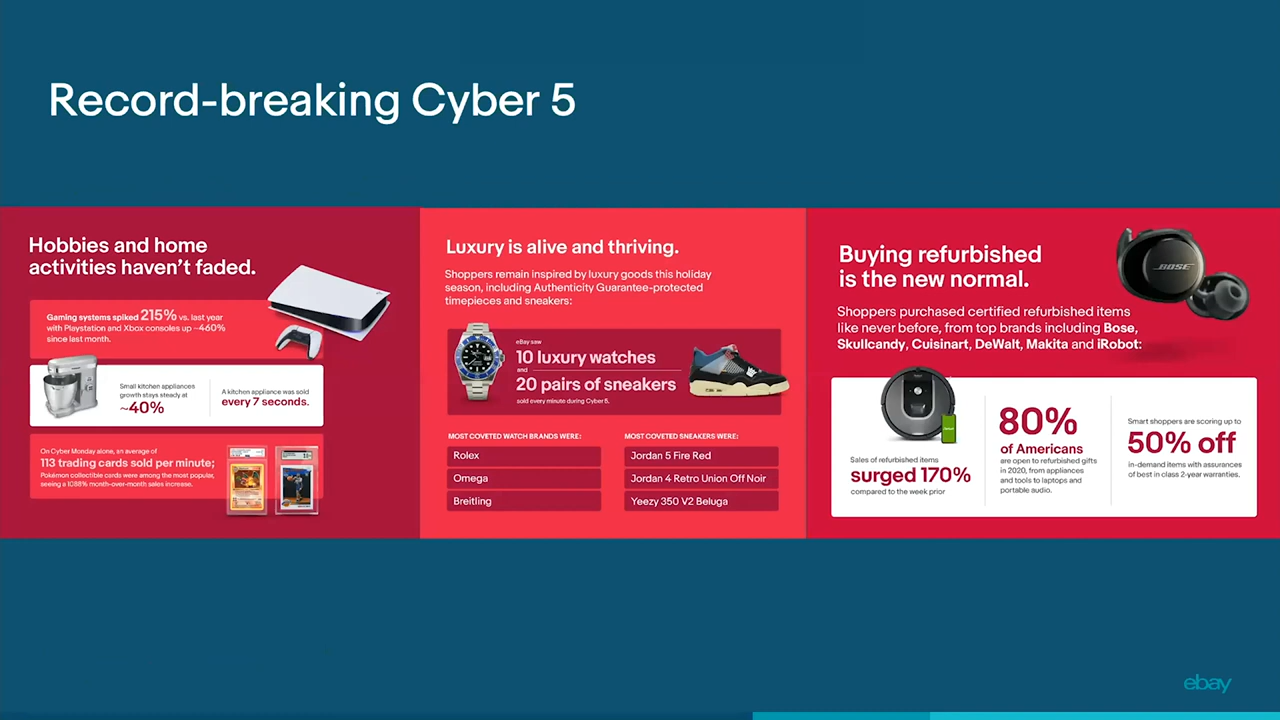 Record-breaking Cyber 5
Hobbies and home
activities haven't faded.
Gaming systems spiked 215% vs. last year
with Playstation and Xbox consoles up ~460%
since last month.
Small kitchen appliances
growth stays steady at
~40%
A kitchen appliance was sold
every 7 seconds.
On Cyber Monday alone, an average of
113 trading cards sold per minute;
Pokémon collectible cards were among the most popular,
seeing a 1088% month-over-month sales increase.
Luxury is alive and thriving.
Shoppers remain inspired by luxury goods this holiday
season, including Authenticity Guarantee-protected
timepieces and sneakers:
eBay saw
10 luxury watches
and
20 pairs of sneakers
sold every minute during Cyber 5.
MOST COVETED WATCH BRANDS WERE:
Rolex
Omega
Breitling
MOST COVETED SNEAKERS WERE:
Jordan 5 Fire Red
Jordan 4 Retro Union Off Noir
Yeezy 350 V2 Beluga
Buying refurbished
is the new normal.
BOSE
Shoppers purchased certified refurbished items
like never before, from top brands including Bose,
Skullcandy, Cuisinart, DeWalt, Makita and iRobot:
Sales of refurbished items
surged 170%
compared to the week prior
80%
of Americans
are open to refurbished gifts
in 2020, from appliances
and tools to laptops and
portable audio.
Smart shoppers are scoring up to
50% off
in-demand items with assurances
of best in class 2-year warranties.
ebay